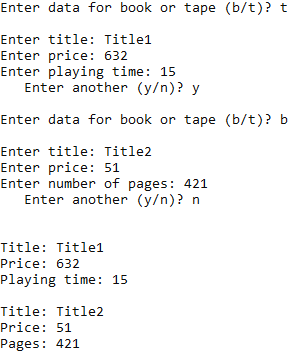 Enter data for book or tape (b/t)? t
Enter title: Title1
Enter price: 632
Enter playing time: 15
Enter another (y/n)? y
Enter data for book or tape (b/t)? b
Enter title: Title2
Enter price: 51
Enter number of pages: 421
Enter another (y/n)? n
Title: Title1
Price: 632
Playing time: 15
Title: Title2
Price: 51
Pages: 421